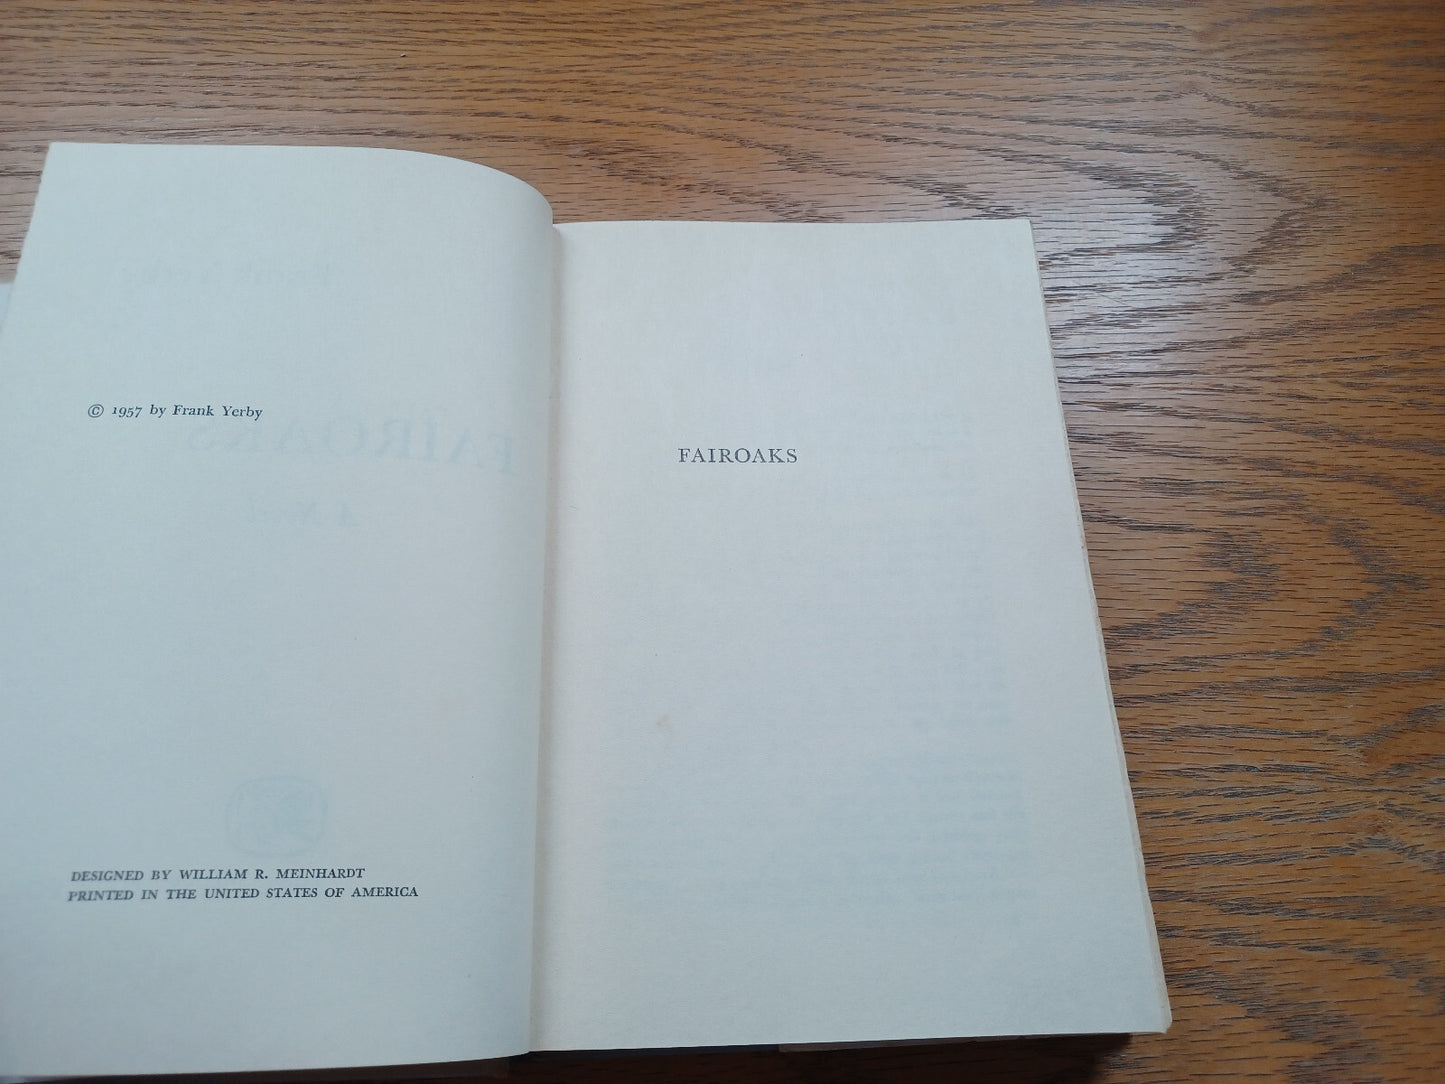 © 1957 by Frank Yerby
DESIGNED BY WILLIAM R. MEINHARDT
PRINTED IN THE UNITED STATES OF AMERICA
FAIROAKS